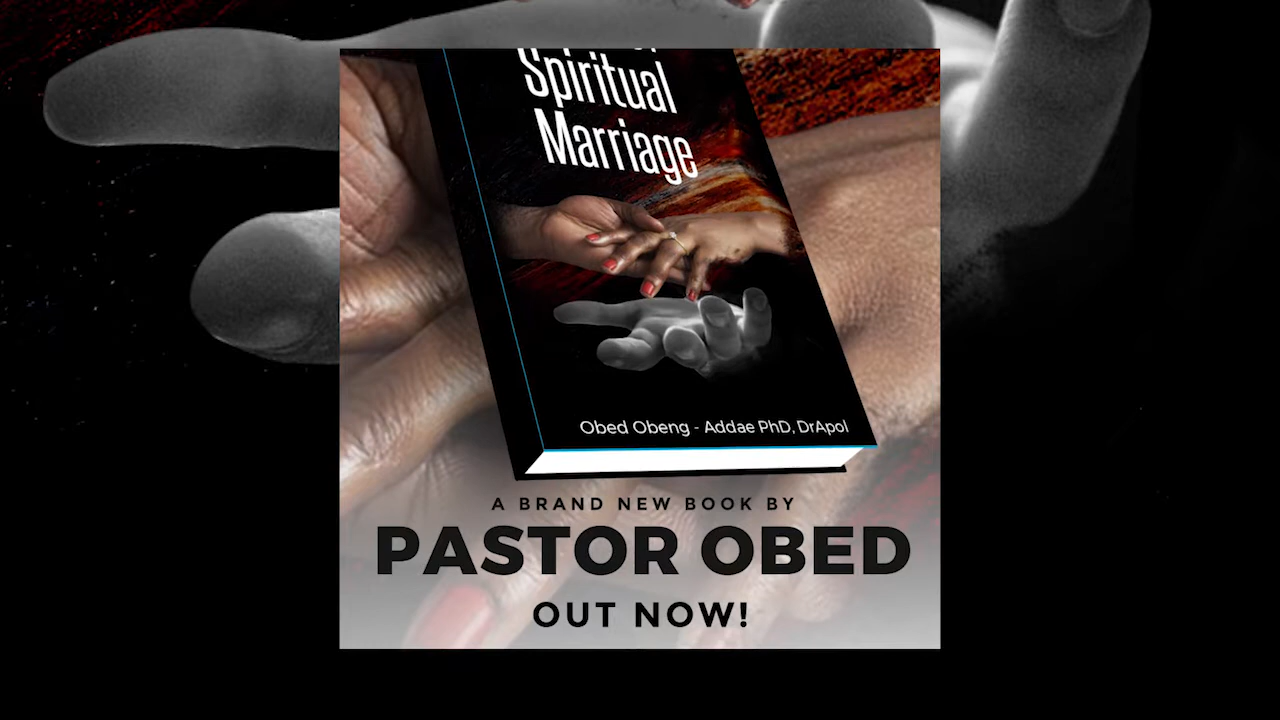 Spiritual
Marriage
Obed Obeng - Addae PhD, DrApol
A BRAND NEW BOOK BY
PASTOR OBED
OUT NOW!